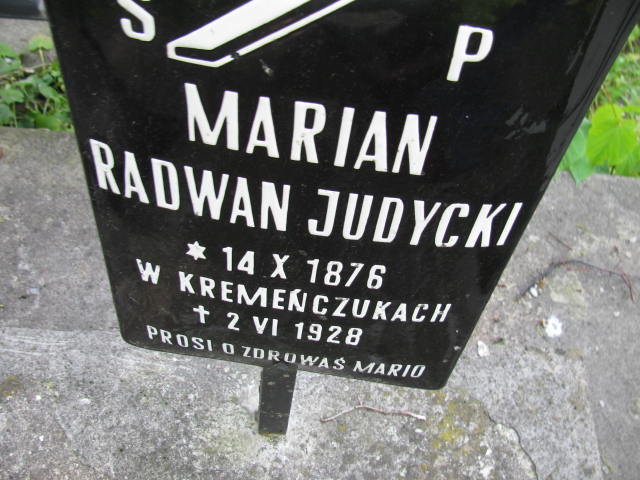 Ś P
MARIAN
RADWAN JUDYCKI
* 14 X 1876
W KREMEŃCZUKACH
† 2 VI 1928
PROSI O ZDROWAŚ MARIO